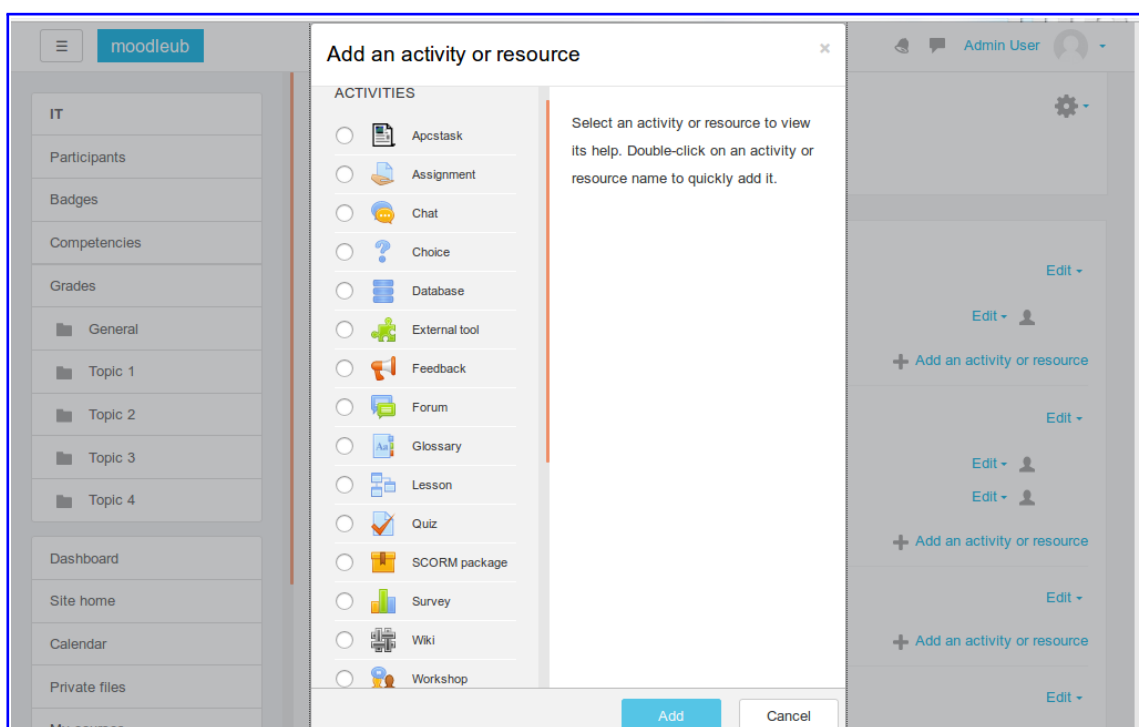 moodleub
Admin User
IT
Participants
Badges
Competencies
Grades
General
Topic 1
Topic 2
Topic 3
Topic 4
Dashboard
Site home
Calendar
Private files
Add an activity or resource
×
ACTIVITIES
Apcstask
Assignment
Chat
Choice
Database
External tool
Feedback
Forum
Glossary
Lesson
Quiz
SCORM package
Survey
Wiki
Workshop
Select an activity or resource to view
its help. Double-click on an activity or
resource name to quickly add it.
Add
Cancel
Edit
Edit
Add an activity or resource
Edit
Edit
Edit
Add an activity or resource
Edit
Add an activity or resource
Edit